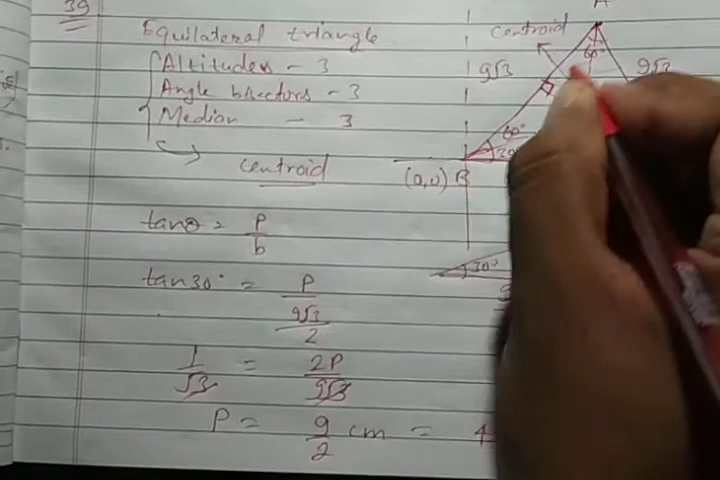 39
Equilateral triangle
Altitudes - 3
Angle bisectors - 3
Median - 3
centroid
tanθ = P/b
tan30° = P/(9√3/2)
1/√3 = 2P/9√3
P = 9/2 cm = 4
A
centroid
60°
9√3
9√3
60°
(0,0) B
30°